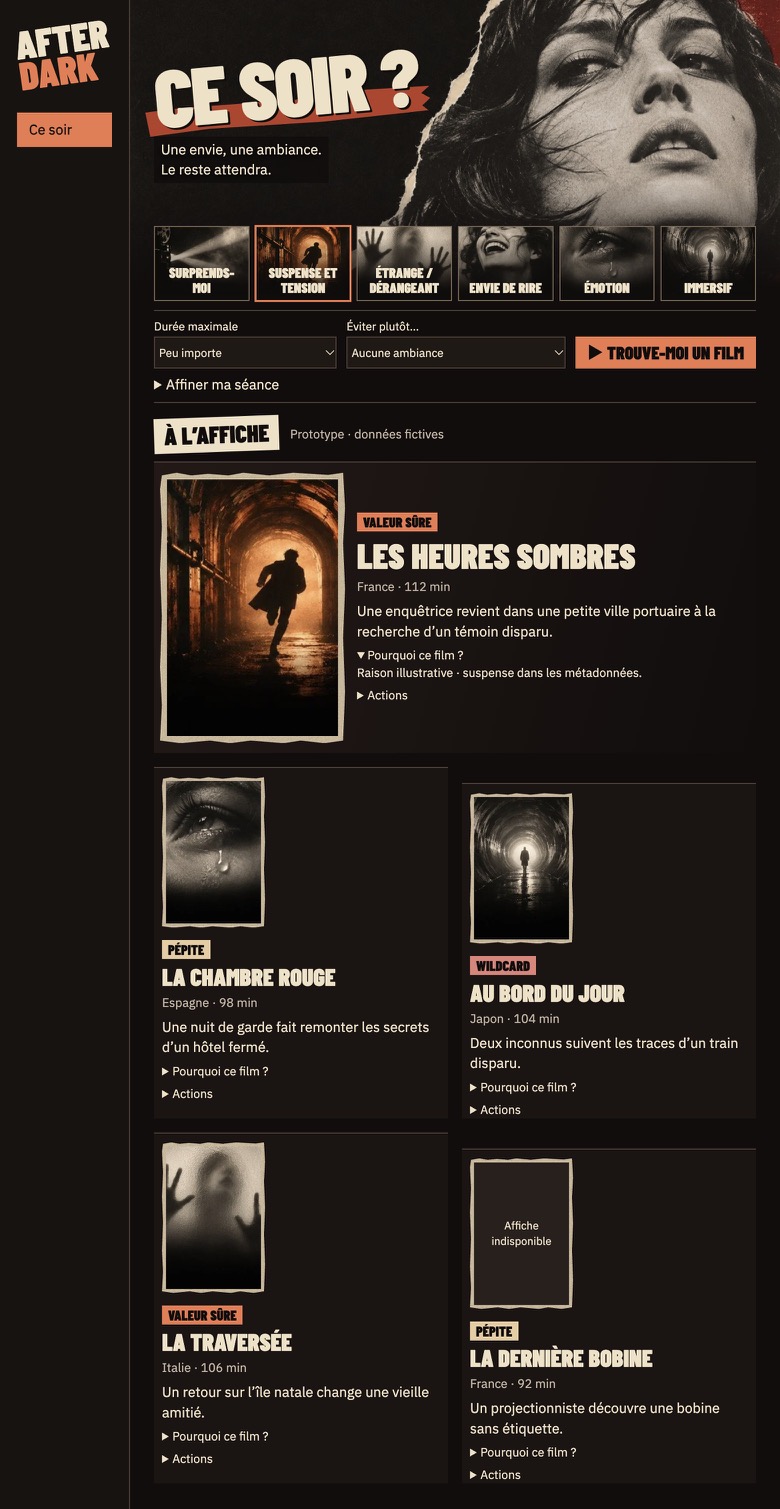 AFTER
DARK
Ce soir
CE SOIR ?
Une envie, une ambiance.
Le reste attendra.
SURPRENDS-
MOI
SUSPENSE ET
TENSION
ÉTRANGE /
DÉRANGEANT
ENVIE DE RIRE
ÉMOTION
IMMERSIF
Durée maximale
Éviter plutôt...
Peu importe
Aucune ambiance
▶ TROUVE-MOI UN FILM
▶ Affiner ma séance
À L’AFFICHE
Prototype · données fictives
VALEUR SÛRE
LES HEURES SOMBRES
France · 112 min
Une enquêtrice revient dans une petite ville portuaire à la
recherche d’un témoin disparu.
▼ Pourquoi ce film ?
Raison illustrative · suspense dans les métadonnées.
▶ Actions
PÉPITE
LA CHAMBRE ROUGE
Espagne · 98 min
Une nuit de garde fait remonter les secrets
d’un hôtel fermé.
▶ Pourquoi ce film ?
▶ Actions
WILDCARD
AU BORD DU JOUR
Japon · 104 min
Deux inconnus suivent les traces d’un train
disparu.
▶ Pourquoi ce film ?
▶ Actions
VALEUR SÛRE
LA TRAVERSÉE
Italie · 106 min
Un retour sur l’île natale change une vieille
amitié.
▶ Pourquoi ce film ?
▶ Actions
Affiche
indisponible
PÉPITE
LA DERNIÈRE BOBINE
France · 92 min
Un projectionniste découvre une bobine
sans étiquette.
▶ Pourquoi ce film ?
▶ Actions